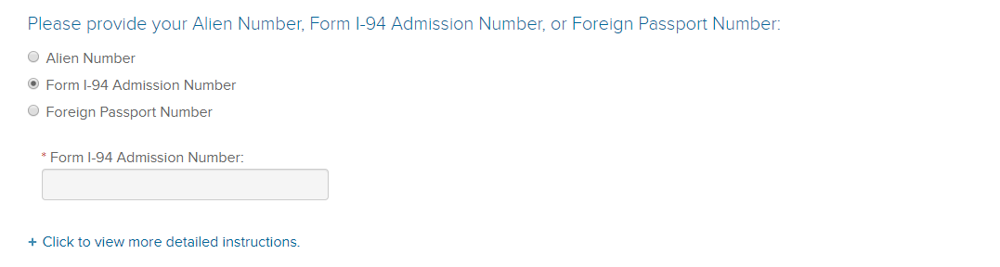 Please provide your Alien Number, Form I-94 Admission Number, or Foreign Passport Number:
Alien Number
Form I-94 Admission Number
Foreign Passport Number
* Form I-94 Admission Number:
+ Click to view more detailed instructions.